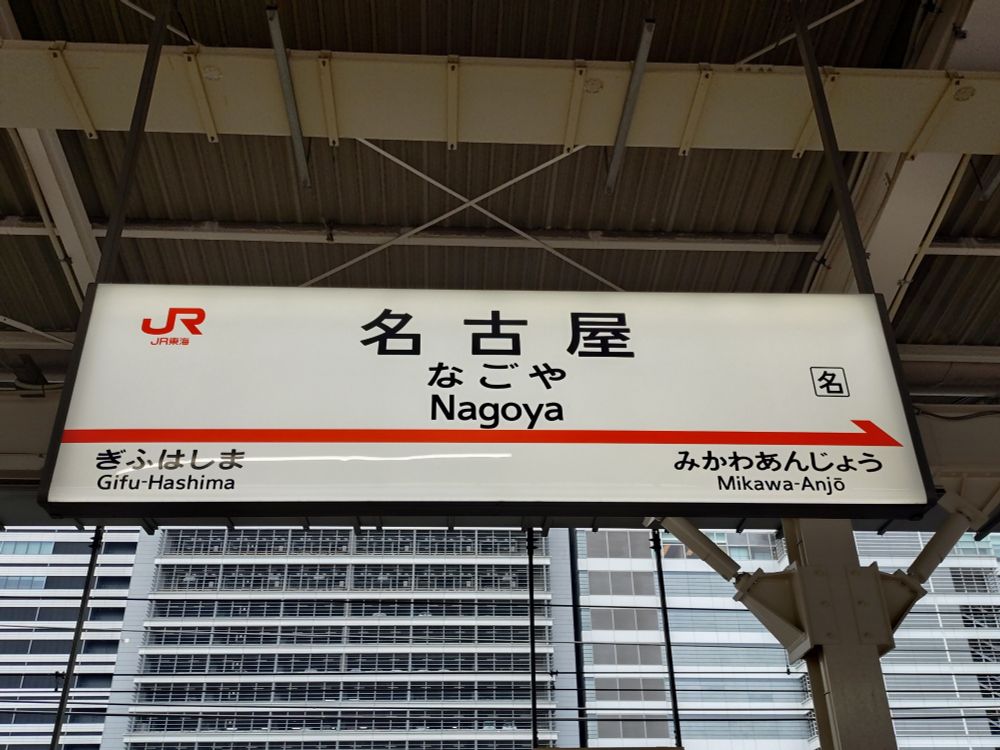 JR
JR東海
名古屋
なごや
Nagoya
名
ぎふはしま
Gifu-Hashima
みかわあんじょう
Mikawa-Anjō